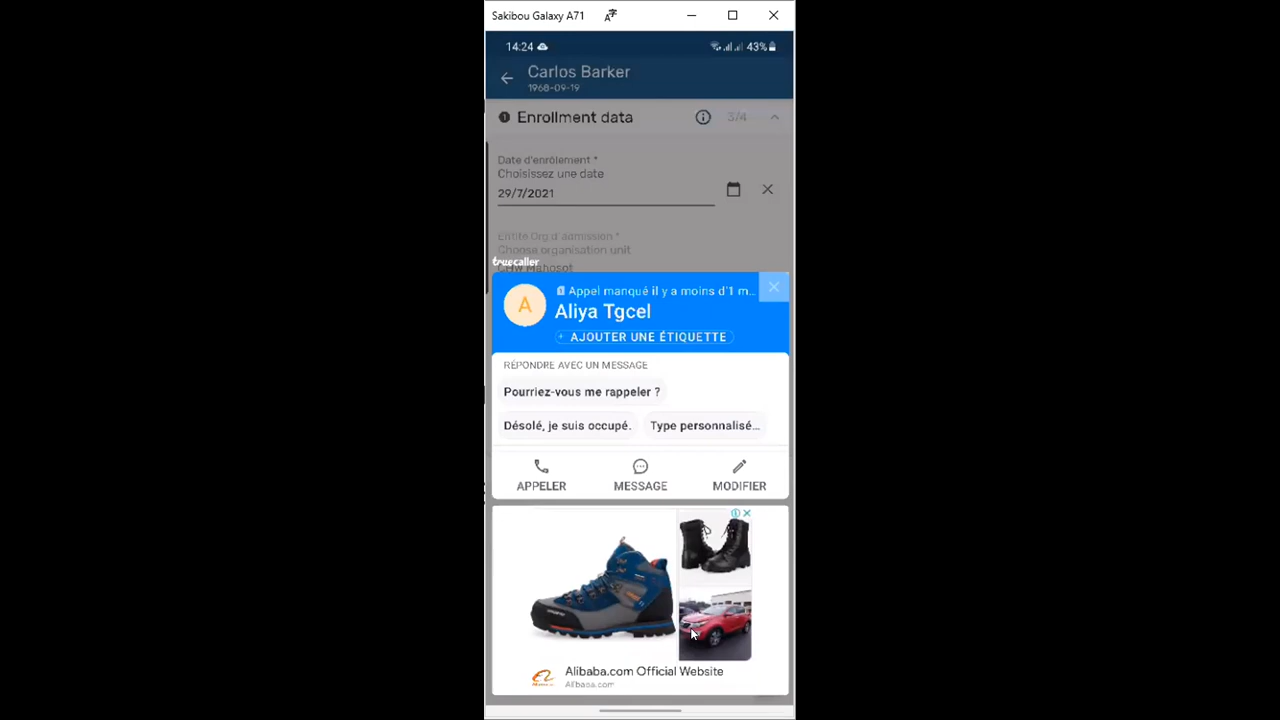 Sakibou Galaxy A71
14:24
43%
Carlos Barker
1968-09-19
Enrollment data
3/4
Date d'enrôlement *
Choisissez une date
29/7/2021
Entité Org d'admission *
Choose organisation unit
CHW Mahosot
truecaller
Appel manqué il y a moins d'1 m...
A
Aliya Tgcel
+ AJOUTER UNE ÉTIQUETTE
RÉPONDRE AVEC UN MESSAGE
Pourriez-vous me rappeler ?
Désolé, je suis occupé.
Type personnalisé...
APPELER
MESSAGE
MODIFIER
Alibaba.com Official Website
Alibaba.com